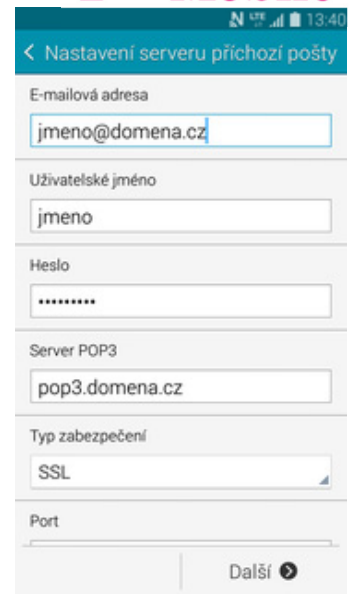 LTE 13:40
Nastavení serveru příchozí pošty
E-mailová adresa
jmeno@domena.cz
Uživatelské jméno
jmeno
Heslo
•••••••••
Server POP3
pop3.domena.cz
Typ zabezpečení
SSL
Port
Další